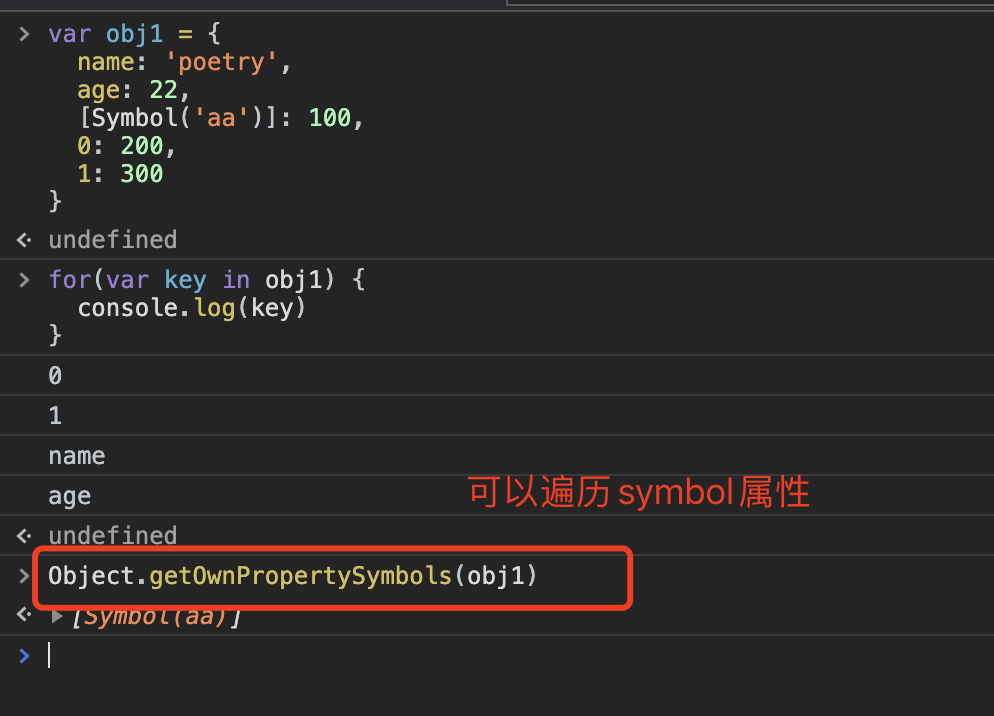 > var obj1 = {
name: 'poetry',
age: 22,
[Symbol('aa')]: 100,
0: 200,
1: 300
}
undefined
> for(var key in obj1) {
console.log(key)
}
0
1
name
age
可以遍历symbol属性
undefined
> Object.getOwnPropertySymbols(obj1)
[Symbol(aa)]
>